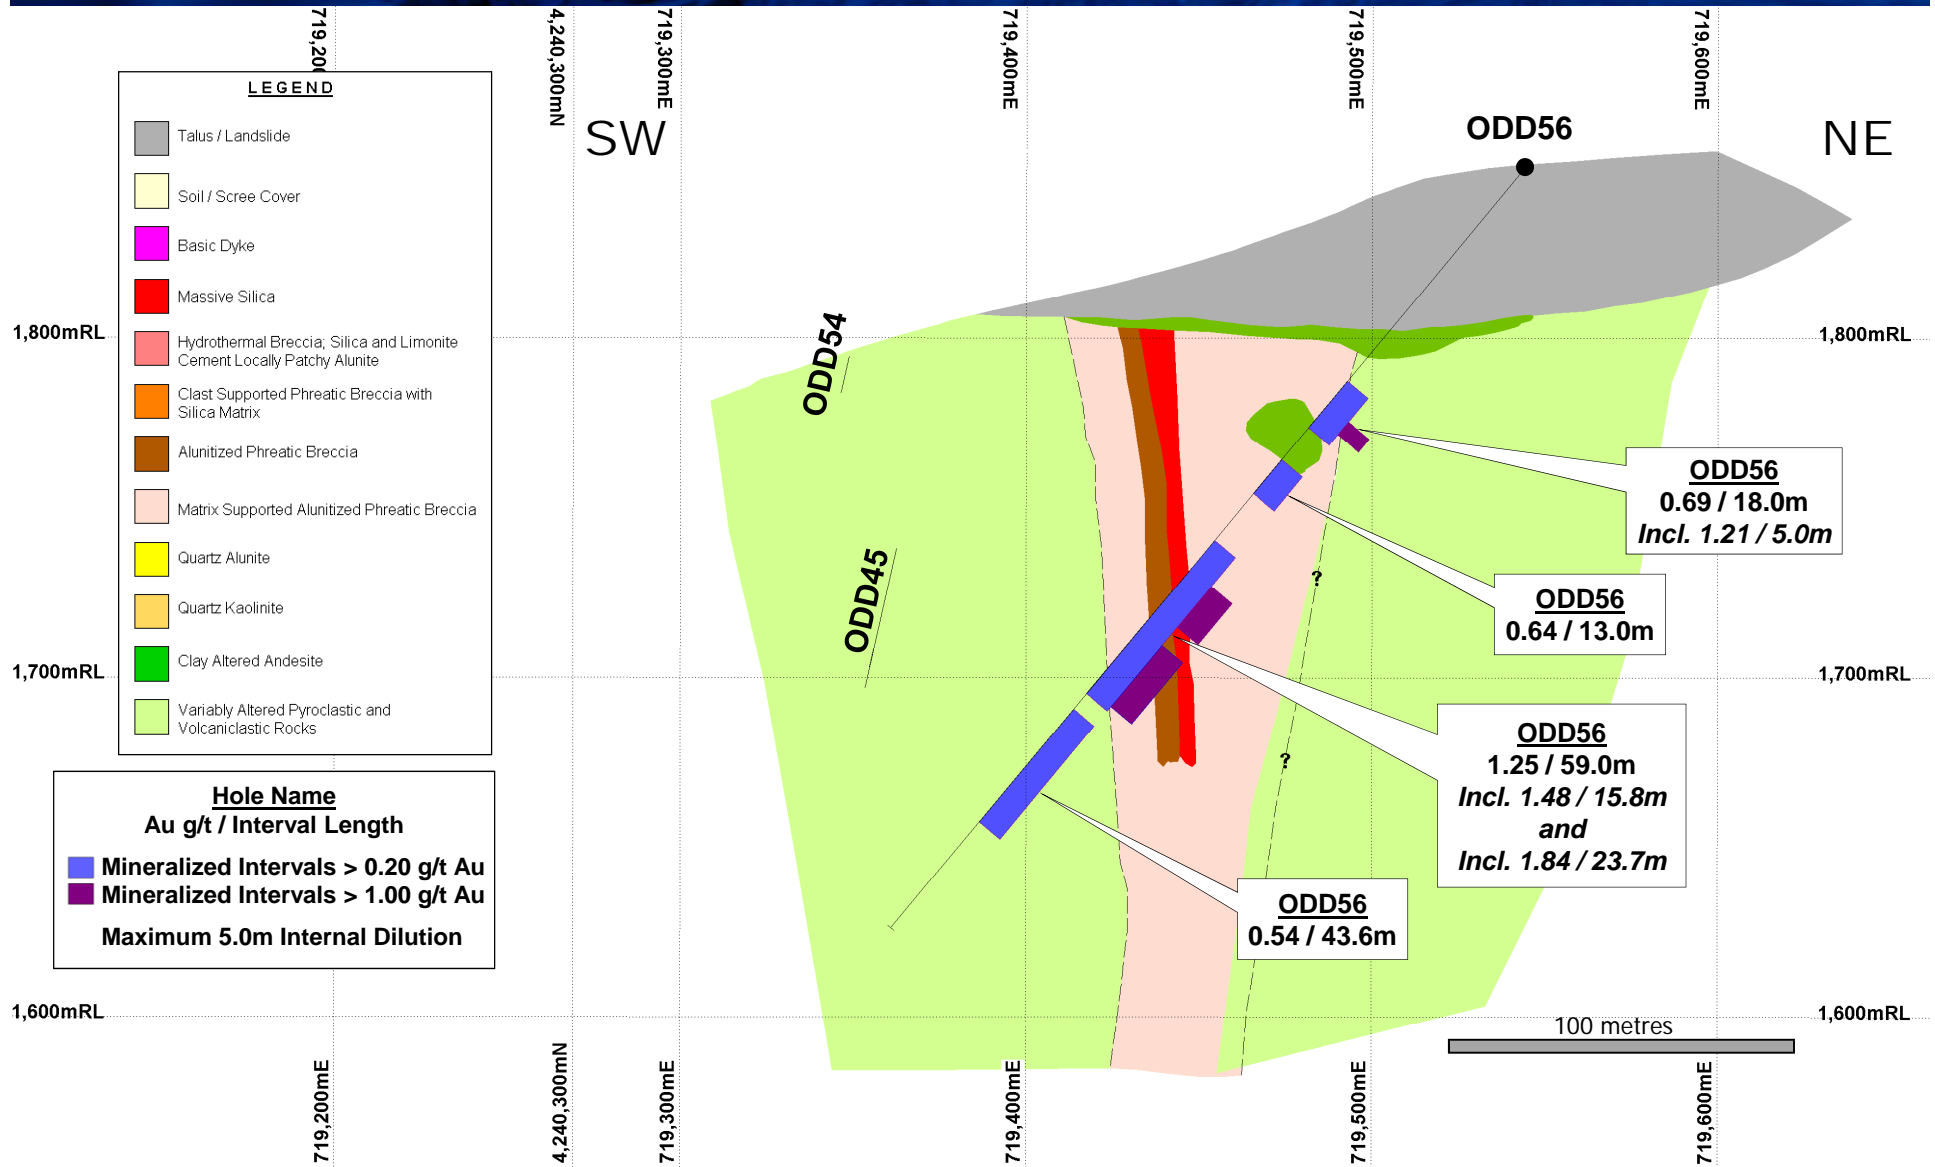 719,200mE
4,240,300mN
719,300mE
719,400mE
719,500mE
719,600mE
LEGEND
Talus / Landslide
Soil / Scree Cover
Basic Dyke
Massive Silica
Hydrothermal Breccia; Silica and Limonite
Cement Locally Patchy Alunite
Clast Supported Phreatic Breccia with
Silica Matrix
Alunitized Phreatic Breccia
Matrix Supported Alunitized Phreatic Breccia
Quartz Alunite
Quartz Kaolinite
Clay Altered Andesite
Variably Altered Pyroclastic and
Volcaniclastic Rocks
Hole Name
Au g/t / Interval Length
Mineralized Intervals > 0.20 g/t Au
Mineralized Intervals > 1.00 g/t Au
Maximum 5.0m Internal Dilution
SW
NE
ODD56
1,800mRL
1,800mRL
ODD54
ODD45
ODD56
0.69 / 18.0m
Incl. 1.21 / 5.0m
?
ODD56
0.64 / 13.0m
1,700mRL
1,700mRL
?
ODD56
1.25 / 59.0m
Incl. 1.48 / 15.8m
and
Incl. 1.84 / 23.7m
ODD56
0.54 / 43.6m
1,600mRL
1,600mRL
100 metres
719,200mE
4,240,300mN
719,300mE
719,400mE
719,500mE
719,600mE